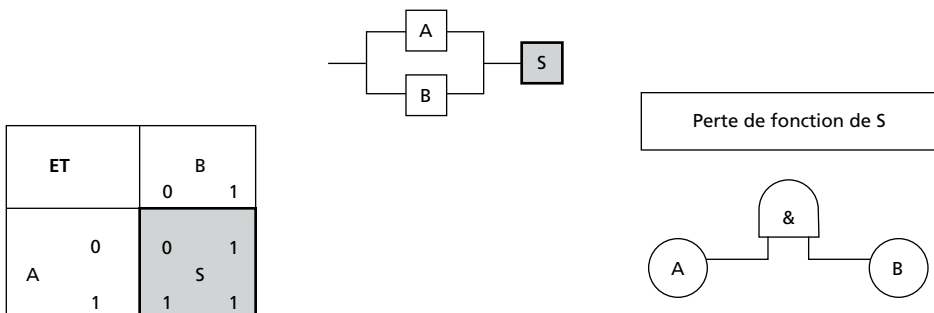 A
S
B
Perte de fonction de S
ET B
0 1
&
0 0 1
A S
1 1 1
A B